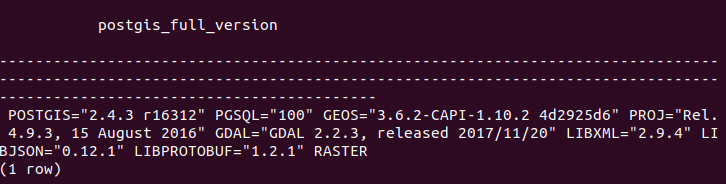 postgis_full_version
--------------------------------------------------------------------------------
--------------------------------------------------------------------------------
------------------------------------------
POSTGIS="2.4.3 r16312" PGSQL="100" GEOS="3.6.2-CAPI-1.10.2 4d2925d6" PROJ="Rel.
4.9.3, 15 August 2016" GDAL="GDAL 2.2.3, released 2017/11/20" LIBXML="2.9.4" LI
BJSON="0.12.1" LIBPROTOBUF="1.2.1" RASTER
(1 row)